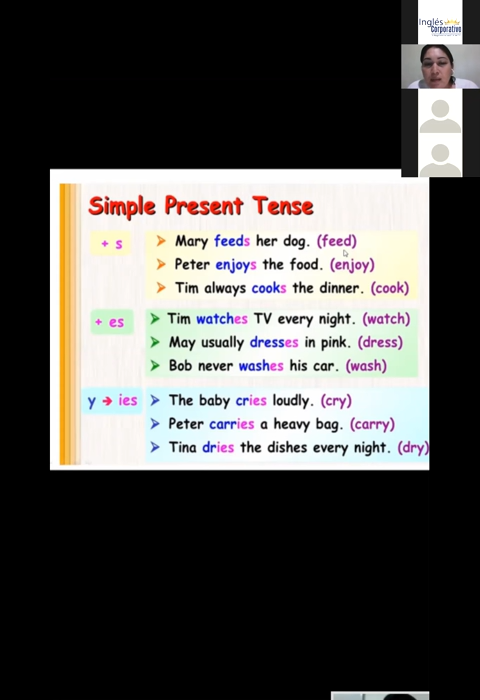 Inglés
Corporativo
Simple Present Tense
+ s
➤ Mary feeds her dog. (feed)
➤ Peter enjoys the food. (enjoy)
➤ Tim always cooks the dinner. (cook)
+ es
➤ Tim watches TV every night. (watch)
➤ May usually dresses in pink. (dress)
➤ Bob never washes his car. (wash)
y ➔ ies
➤ The baby cries loudly. (cry)
➤ Peter carries a heavy bag. (carry)
➤ Tina dries the dishes every night. (dry)